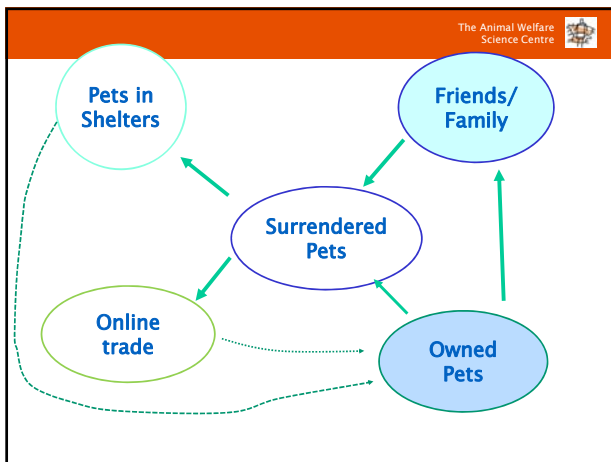 The Animal Welfare
Science Centre
Pets in
Shelters
Friends/
Family
Surrendered
Pets
Online
trade
Owned
Pets